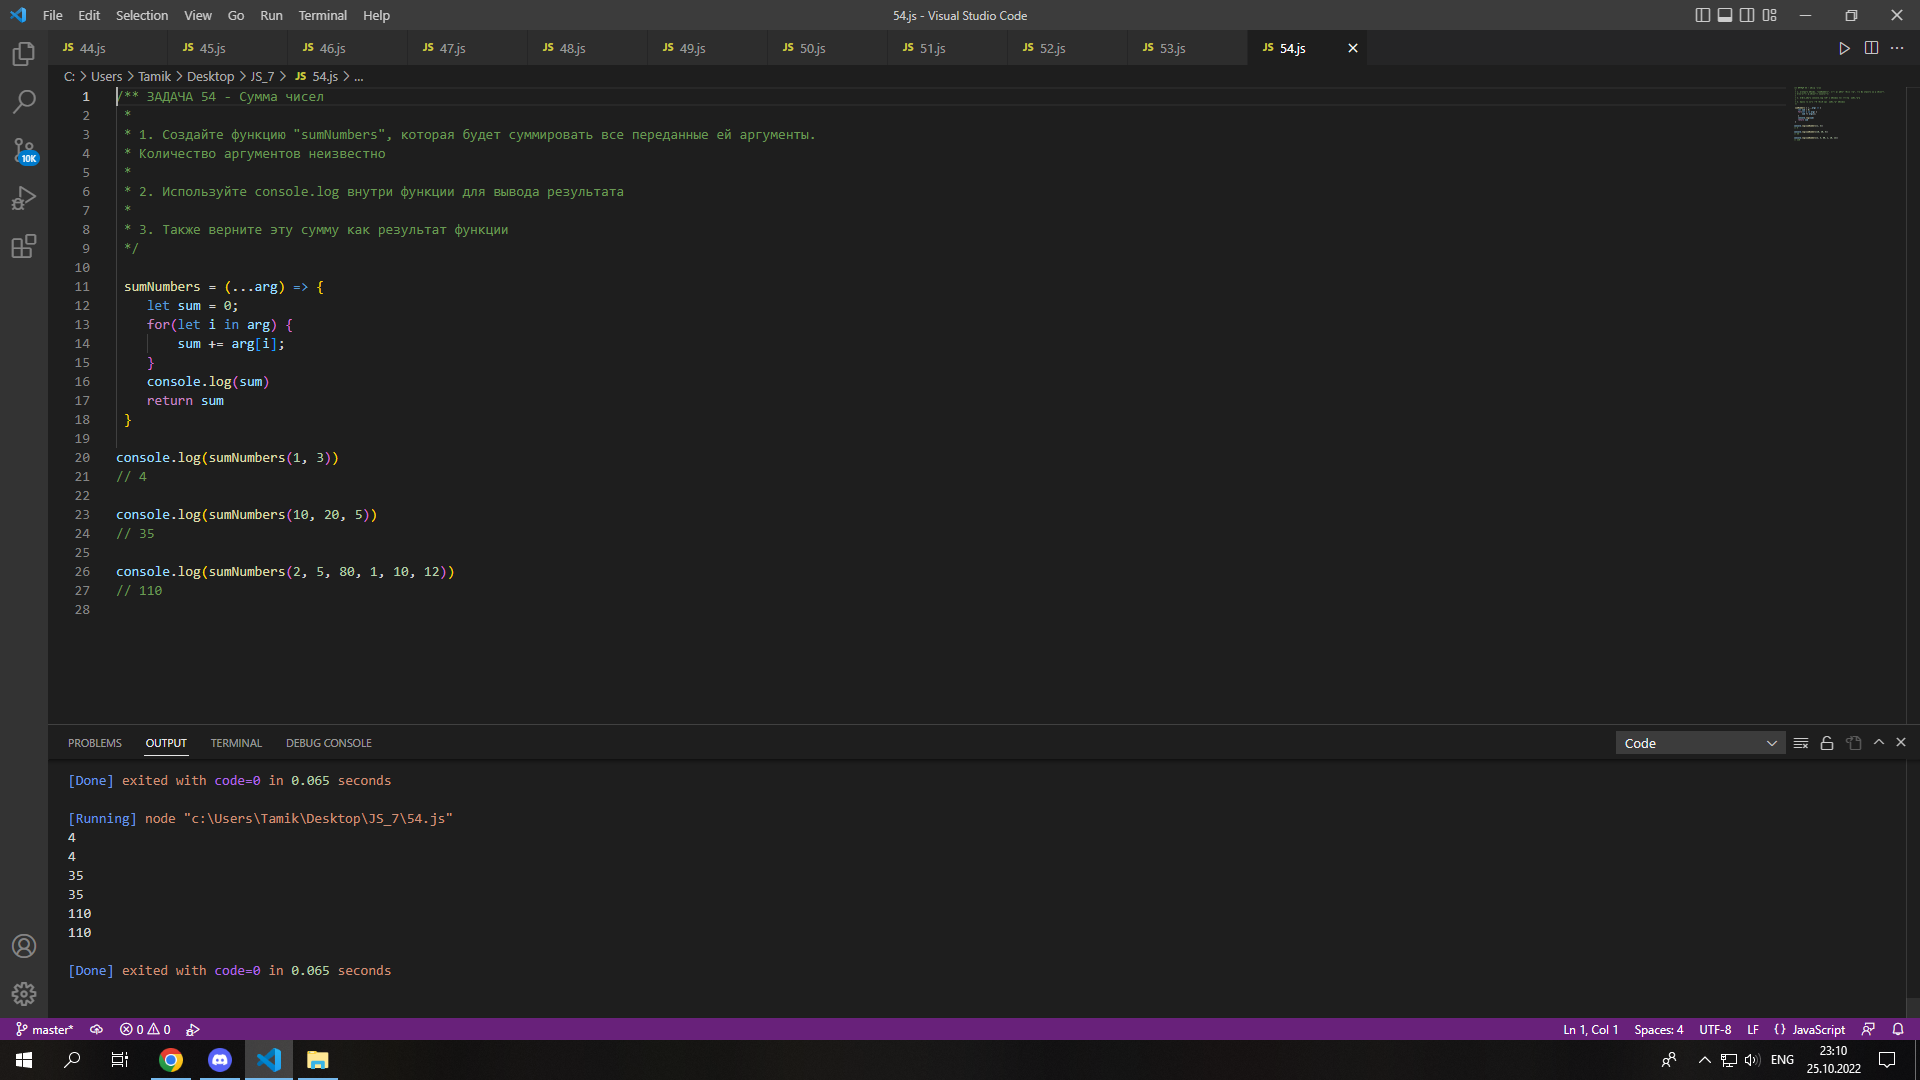 File Edit Selection View Go Run Terminal Help
54.js - Visual Studio Code
JS 44.js JS 45.js JS 46.js JS 47.js JS 48.js JS 49.js JS 50.js JS 51.js JS 52.js JS 53.js JS 54.js
C: > Users > Tamik > Desktop > JS_7 > JS 54.js > ...
1 /** ЗАДАЧА 54 - Сумма чисел
2 *
3 * 1. Создайте функцию "sumNumbers", которая будет суммировать все переданные ей аргументы.
4 * Количество аргументов неизвестно
5 *
6 * 2. Используйте console.log внутри функции для вывода результата
7 *
8 * 3. Также верните эту сумму как результат функции
9 */
10
11 sumNumbers = (...arg) => {
12 let sum = 0;
13 for(let i in arg) {
14 sum += arg[i];
15 }
16 console.log(sum)
17 return sum
18 }
19
20 console.log(sumNumbers(1, 3))
21 // 4
22
23 console.log(sumNumbers(10, 20, 5))
24 // 35
25
26 console.log(sumNumbers(2, 5, 80, 1, 10, 12))
27 // 110
28
10K
PROBLEMS OUTPUT TERMINAL DEBUG CONSOLE
Code
[Done] exited with code=0 in 0.065 seconds
[Running] node "c:\Users\Tamik\Desktop\JS_7\54.js"
4
4
35
35
110
110
[Done] exited with code=0 in 0.065 seconds
master* 0 0
Ln 1, Col 1 Spaces: 4 UTF-8 LF {} JavaScript
ENG
23:10
25.10.2022